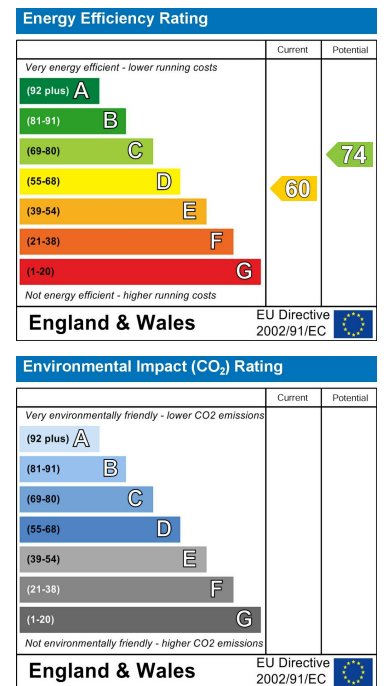 Energy Efficiency Rating
Current Potential
Very energy efficient - lower running costs
(92 plus) A
(81-91) B
(69-80) C
74
(55-68) D
60
(39-54) E
(21-38) F
(1-20) G
Not energy efficient - higher running costs
England & Wales
EU Directive
2002/91/EC
Environmental Impact (CO₂) Rating
Current Potential
Very environmentally friendly - lower CO2 emissions
(92 plus) A
(81-91) B
(69-80) C
(55-68) D
(39-54) E
(21-38) F
(1-20) G
Not environmentally friendly - higher CO2 emissions
England & Wales
EU Directive
2002/91/EC